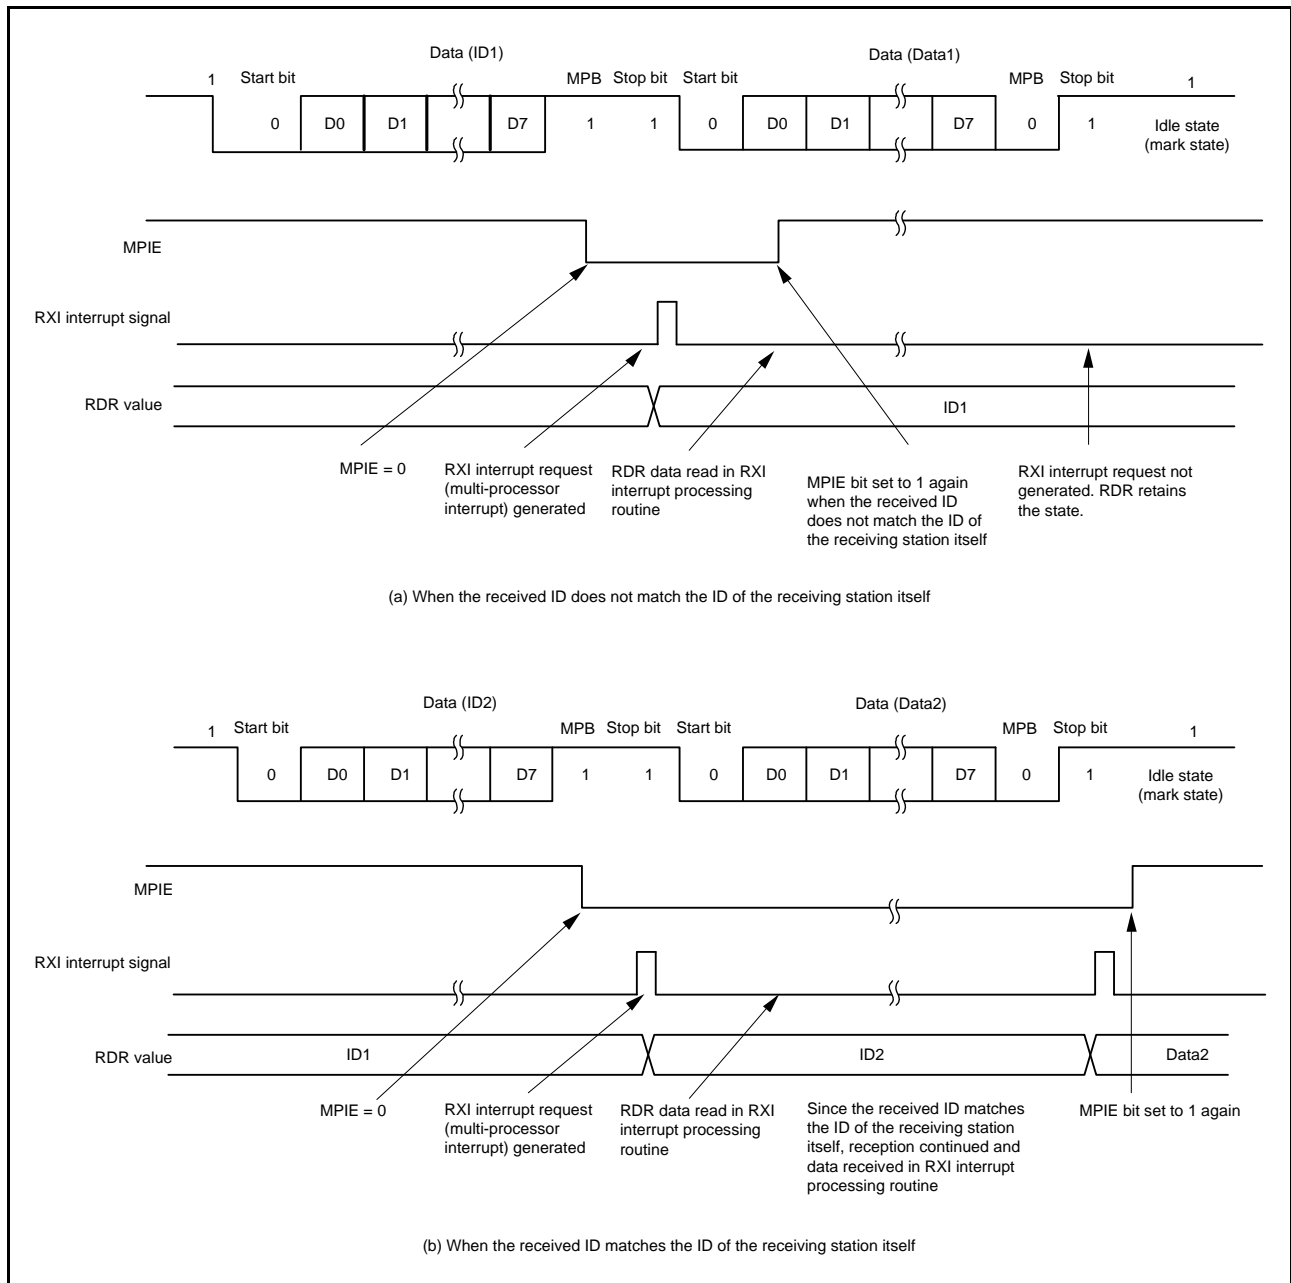 Data (ID1)
Data (Data1)
1 Start bit MPB Stop bit Start bit MPB Stop bit 1
0 D0 D1 D7 1 1 0 D0 D1 D7 0 1 Idle state
(mark state)
MPIE
RXI interrupt signal
RDR value
ID1
MPIE = 0
RXI interrupt request
(multi-processor
interrupt) generated
RDR data read in RXI
interrupt processing
routine
MPIE bit set to 1 again
when the received ID
does not match the ID of
the receiving station itself
RXI interrupt request not
generated. RDR retains
the state.
(a) When the received ID does not match the ID of the receiving station itself
Data (ID2)
Data (Data2)
1 Start bit MPB Stop bit Start bit MPB Stop bit 1
0 D0 D1 D7 1 1 0 D0 D1 D7 0 1 Idle state
(mark state)
MPIE
RXI interrupt signal
RDR value
ID1
ID2
Data2
MPIE = 0
RXI interrupt request
(multi-processor
interrupt) generated
RDR data read in RXI
interrupt processing
routine
Since the received ID matches
the ID of the receiving station
itself, reception continued and
data received in RXI interrupt
processing routine
MPIE bit set to 1 again
(b) When the received ID matches the ID of the receiving station itself